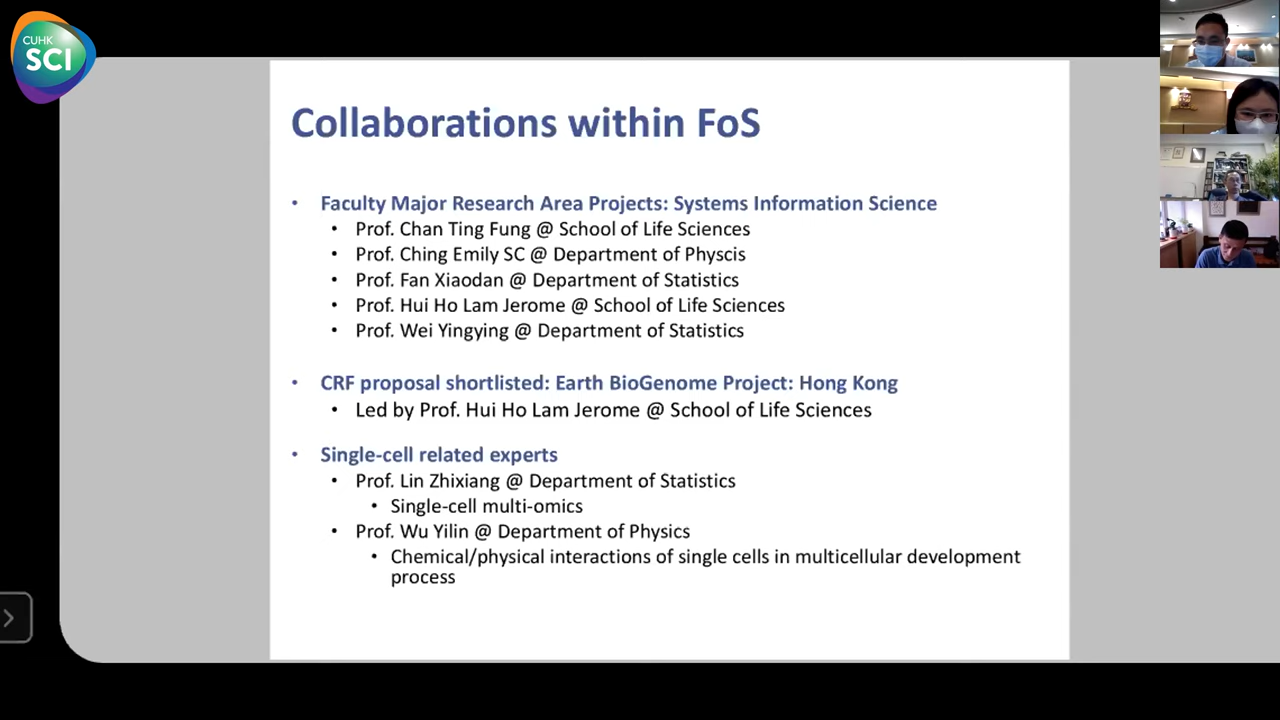 CUHK
SCI
Collaborations within FoS
• Faculty Major Research Area Projects: Systems Information Science
• Prof. Chan Ting Fung @ School of Life Sciences
• Prof. Ching Emily SC @ Department of Physcis
• Prof. Fan Xiaodan @ Department of Statistics
• Prof. Hui Ho Lam Jerome @ School of Life Sciences
• Prof. Wei Yingying @ Department of Statistics
• CRF proposal shortlisted: Earth BioGenome Project: Hong Kong
• Led by Prof. Hui Ho Lam Jerome @ School of Life Sciences
• Single-cell related experts
• Prof. Lin Zhixiang @ Department of Statistics
• Single-cell multi-omics
• Prof. Wu Yilin @ Department of Physics
• Chemical/physical interactions of single cells in multicellular development
process